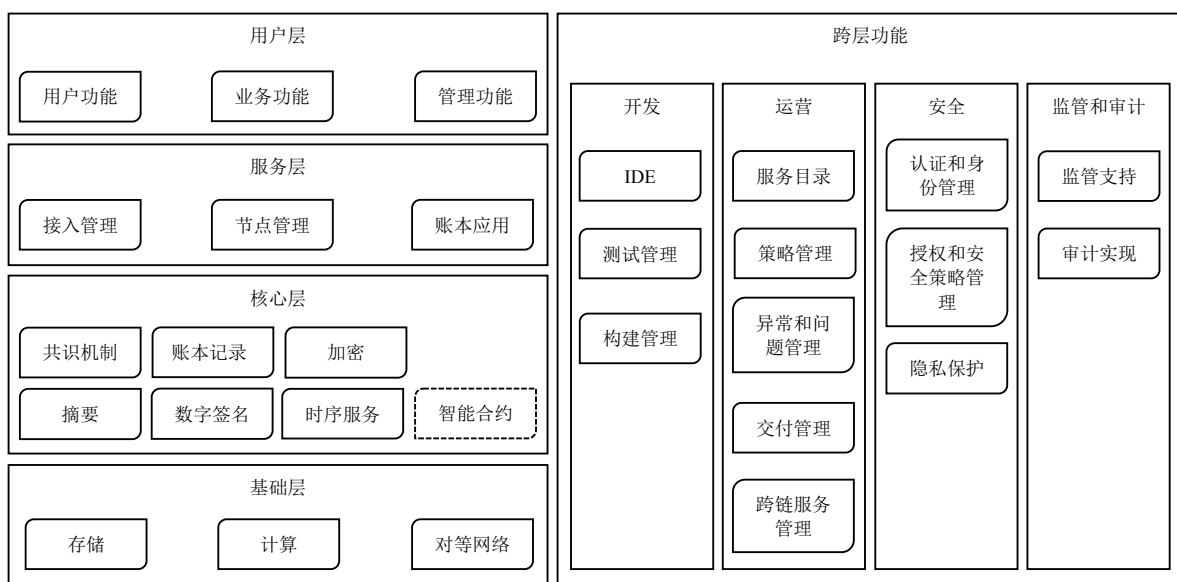 用户层
用户功能
业务功能
管理功能
服务层
接入管理
节点管理
账本应用
核心层
共识机制
账本记录
加密
摘要
数字签名
时序服务
智能合约
基础层
存储
计算
对等网络
跨层功能
开发
IDE
测试管理
构建管理
运营
服务目录
策略管理
异常和问
题管理
交付管理
跨链服务
管理
安全
认证和身
份管理
授权和安
全策略管
理
隐私保护
监管和审计
监管支持
审计实现